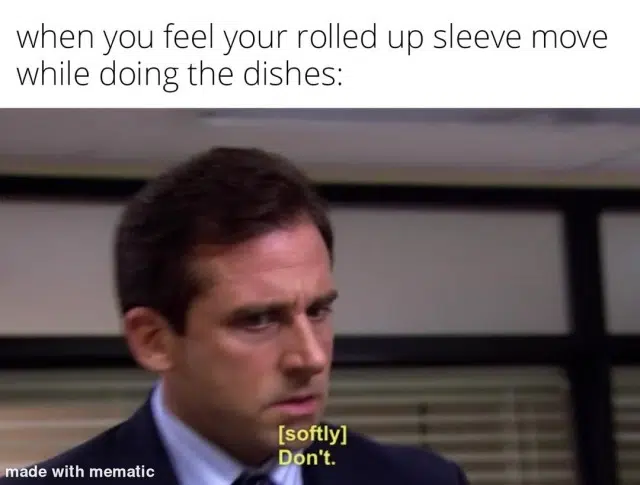 when you feel your rolled up sleeve move
while doing the dishes:
[softly]
Don't.
made with mematic